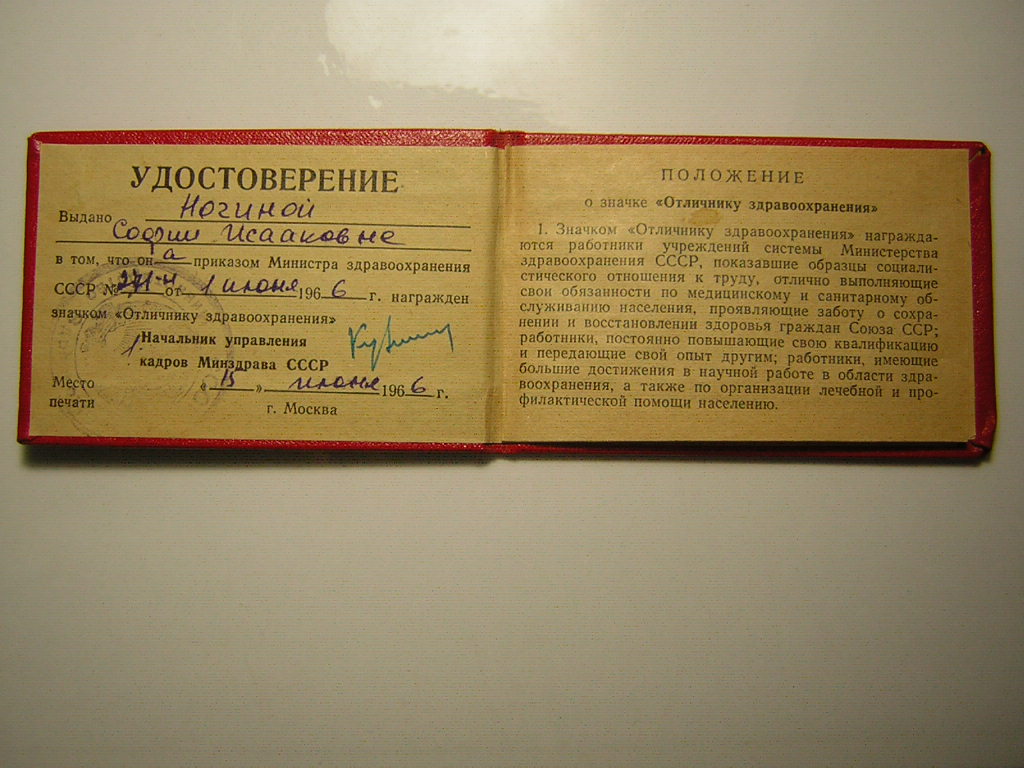 УДОСТОВЕРЕНИЕ
Выдано Ногиной
Софии Исааковне
в том, что он а приказом Министра здравоохранения
СССР № 271-н от 1 июня 1966 г. награжден
значком «Отличнику здравоохранения»
Начальник управления
кадров Минздрава СССР
Место «13» июня 1966 г.
печати г. Москва
ПОЛОЖЕНИЕ
о значке «Отличнику здравоохранения»
1. Значком «Отличнику здравоохранения» награжда-
ются работники учреждений системы Министерства
здравоохранения СССР, показавшие образцы социали-
стического отношения к труду, отлично выполняющие
свои обязанности по медицинскому и санитарному об-
служиванию населения, проявляющие заботу о сохра-
нении и восстановлении здоровья граждан Союза ССР;
работники, постоянно повышающие свою квалификацию
и передающие свой опыт другим; работники, имеющие
большие достижения в научной работе в области здра-
воохранения, а также по организации лечебной и про-
филактической помощи населению.